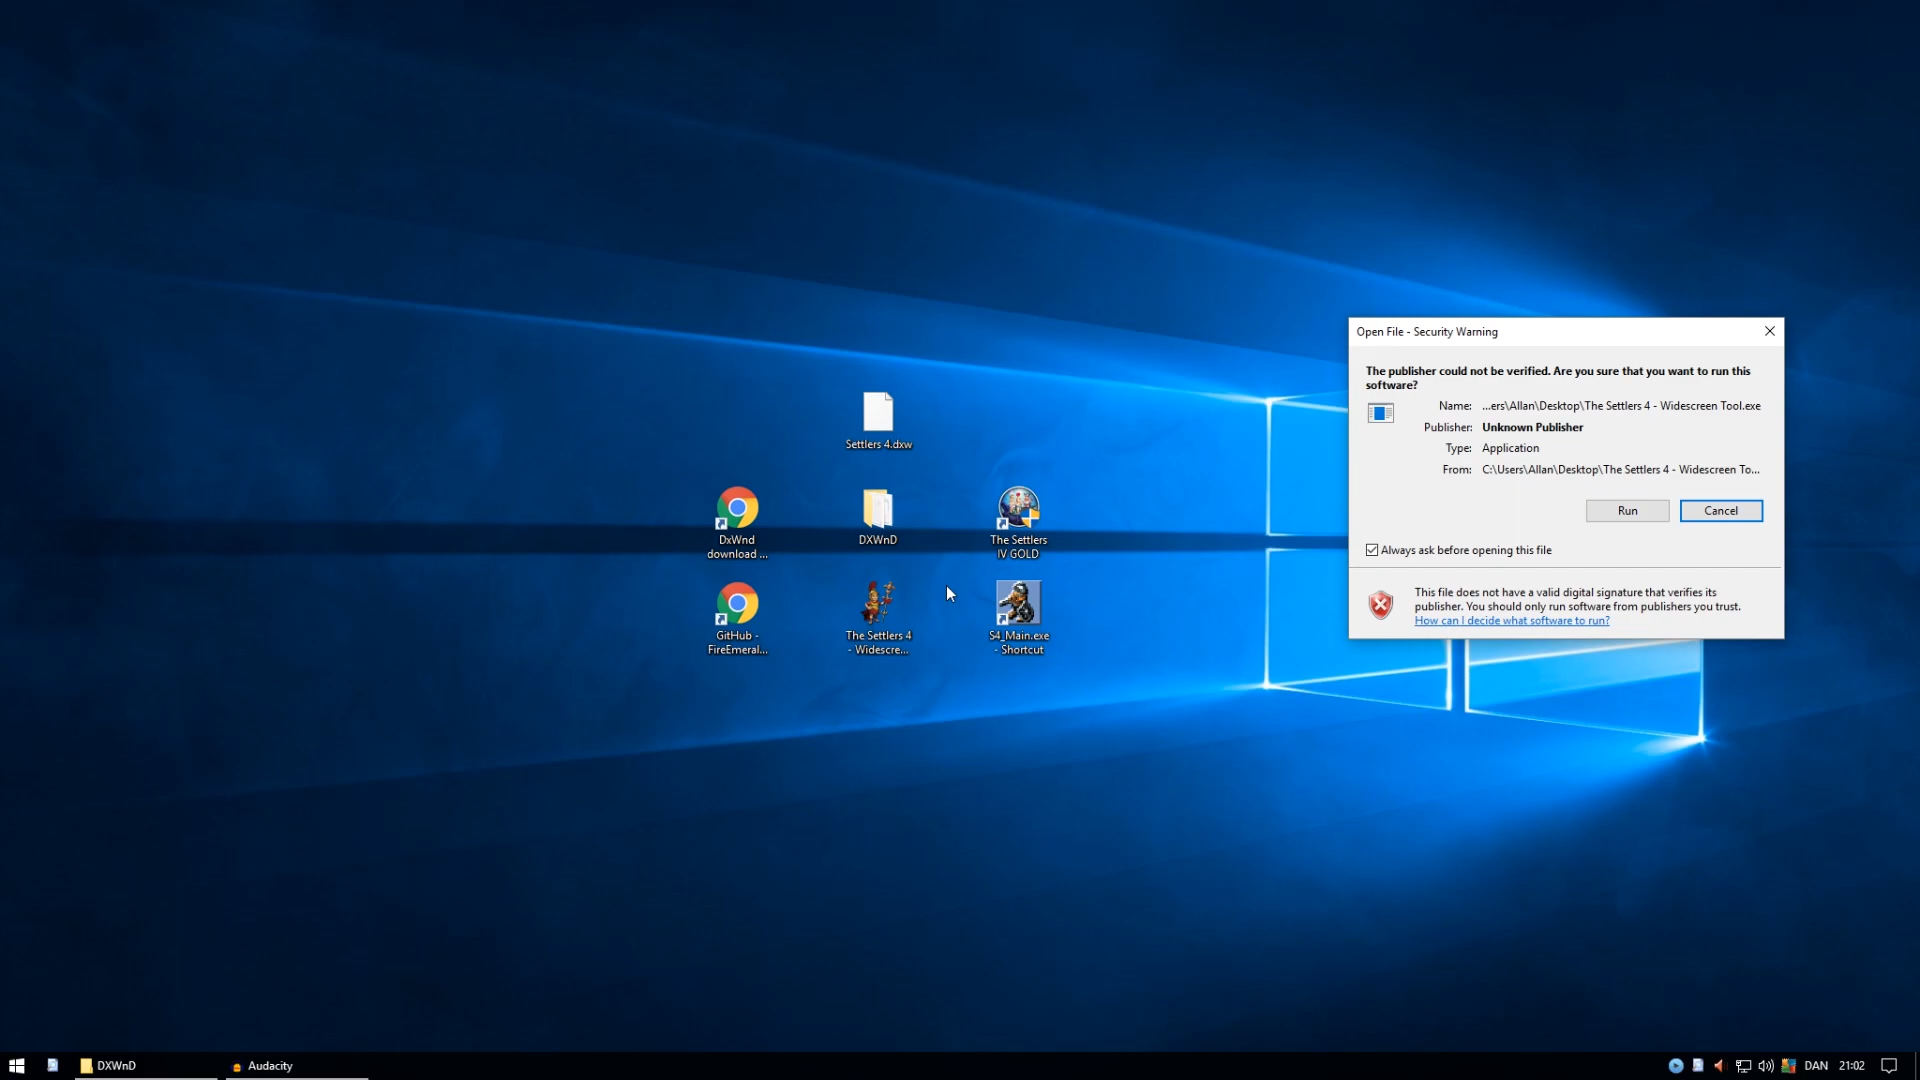 Settlers 4.dxw
DxWnd
download ...
DXWnD
The Settlers
IV GOLD
GitHub -
FireEmeral...
The Settlers 4
- Widescre...
S4_Main.exe
- Shortcut
Open File - Security Warning
The publisher could not be verified. Are you sure that you want to run this
software?
Name: ...ers\Allan\Desktop\The Settlers 4 - Widescreen Tool.exe
Publisher: Unknown Publisher
Type: Application
From: C:\Users\Allan\Desktop\The Settlers 4 - Widescreen To...
Run Cancel
Always ask before opening this file
This file does not have a valid digital signature that verifies its
publisher. You should only run software from publishers you trust.
How can I decide what software to run?
DXWnD Audacity DAN 21:02